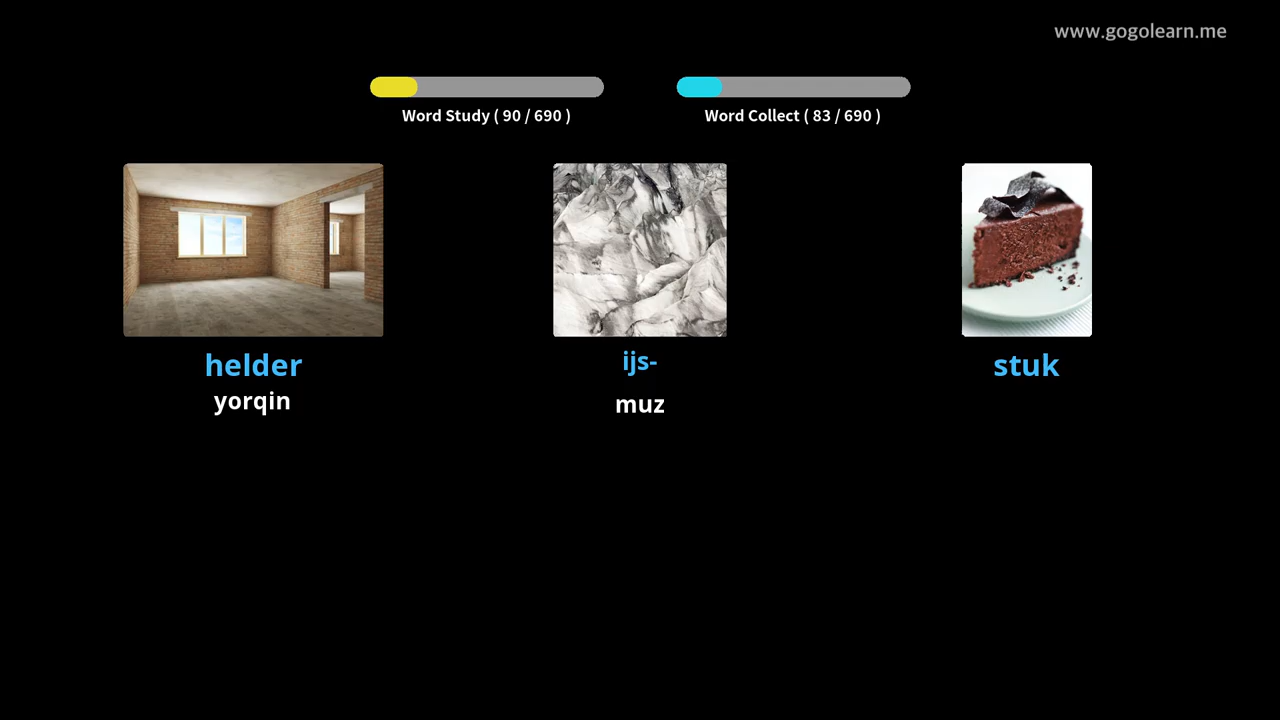 www.gogolearn.me
Word Study ( 90 / 690 )
Word Collect ( 83 / 690 )
helder
yorqin
ijs-
muz
stuk